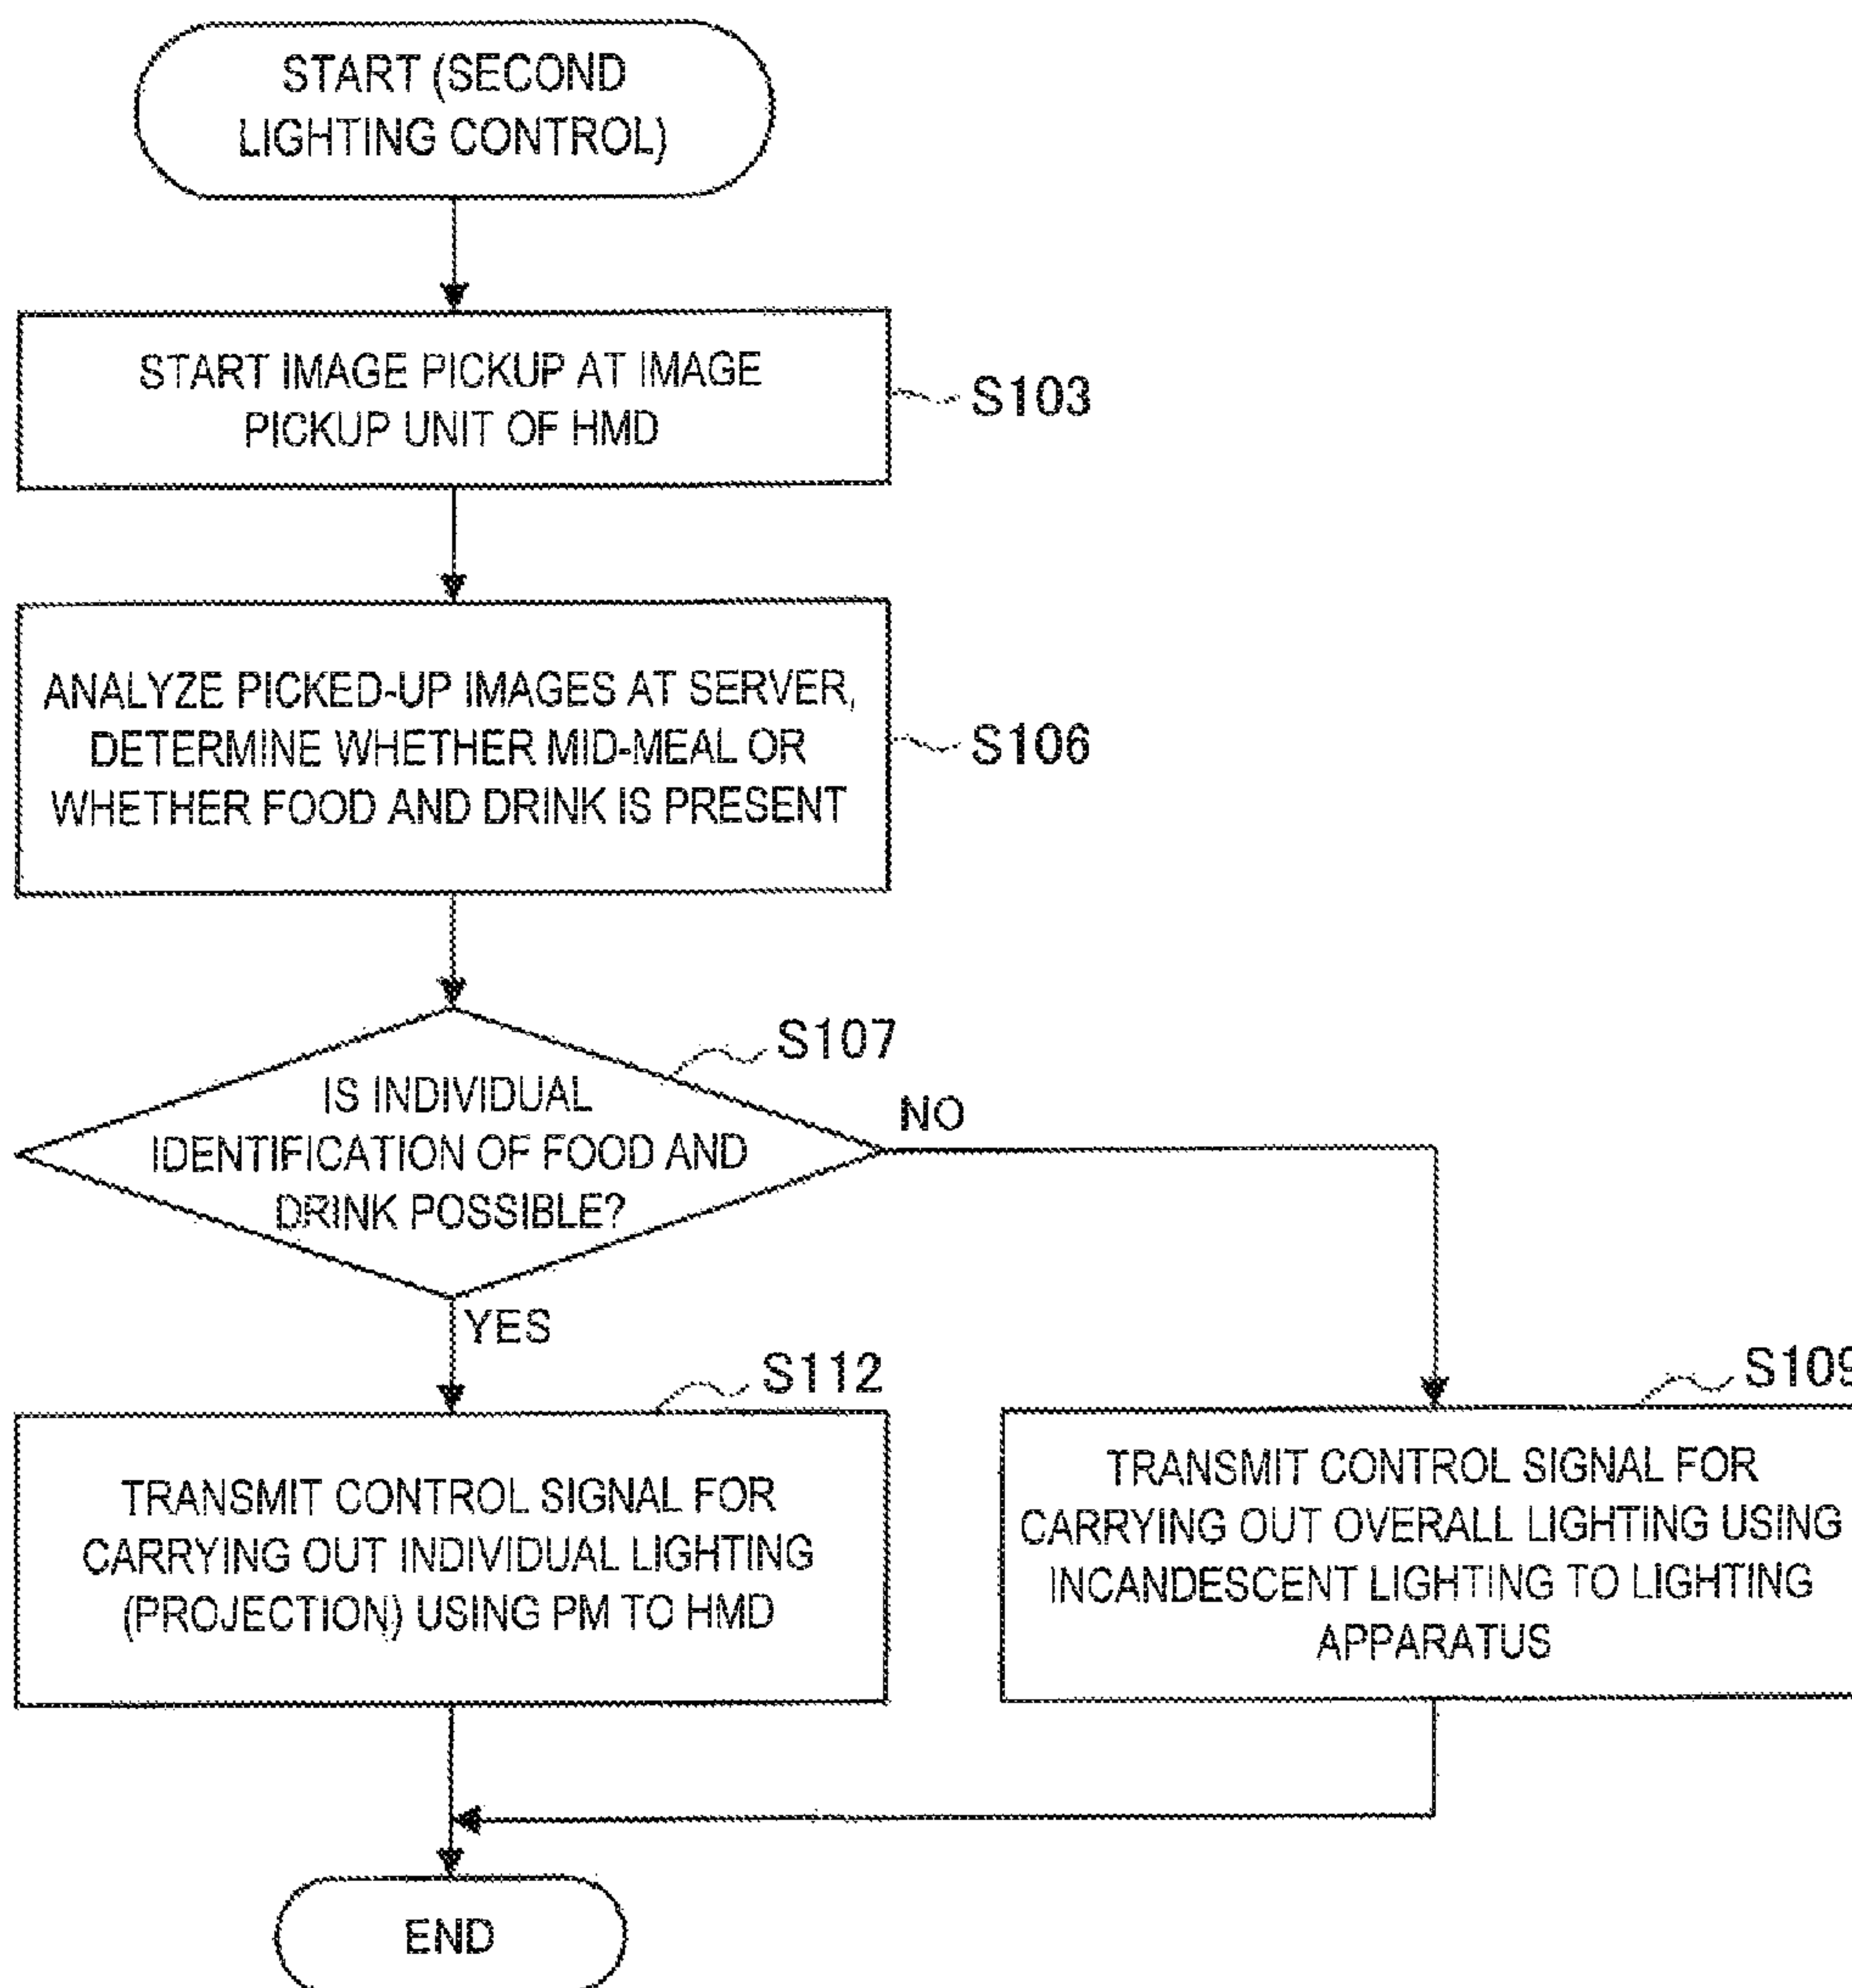 START (SECOND
LIGHTING CONTROL)
START IMAGE PICKUP AT IMAGE
PICKUP UNIT OF HMD
S103
ANALYZE PICKED-UP IMAGES AT SERVER,
DETERMINE WHETHER MID-MEAL OR
WHETHER FOOD AND DRINK IS PRESENT
S106
S107
IS INDIVIDUAL
IDENTIFICATION OF FOOD AND
DRINK POSSIBLE?
NO
YES
S112
TRANSMIT CONTROL SIGNAL FOR
CARRYING OUT INDIVIDUAL LIGHTING
(PROJECTION) USING PM TO HMD
S109
TRANSMIT CONTROL SIGNAL FOR
CARRYING OUT OVERALL LIGHTING USING
INCANDESCENT LIGHTING TO LIGHTING
APPARATUS
END